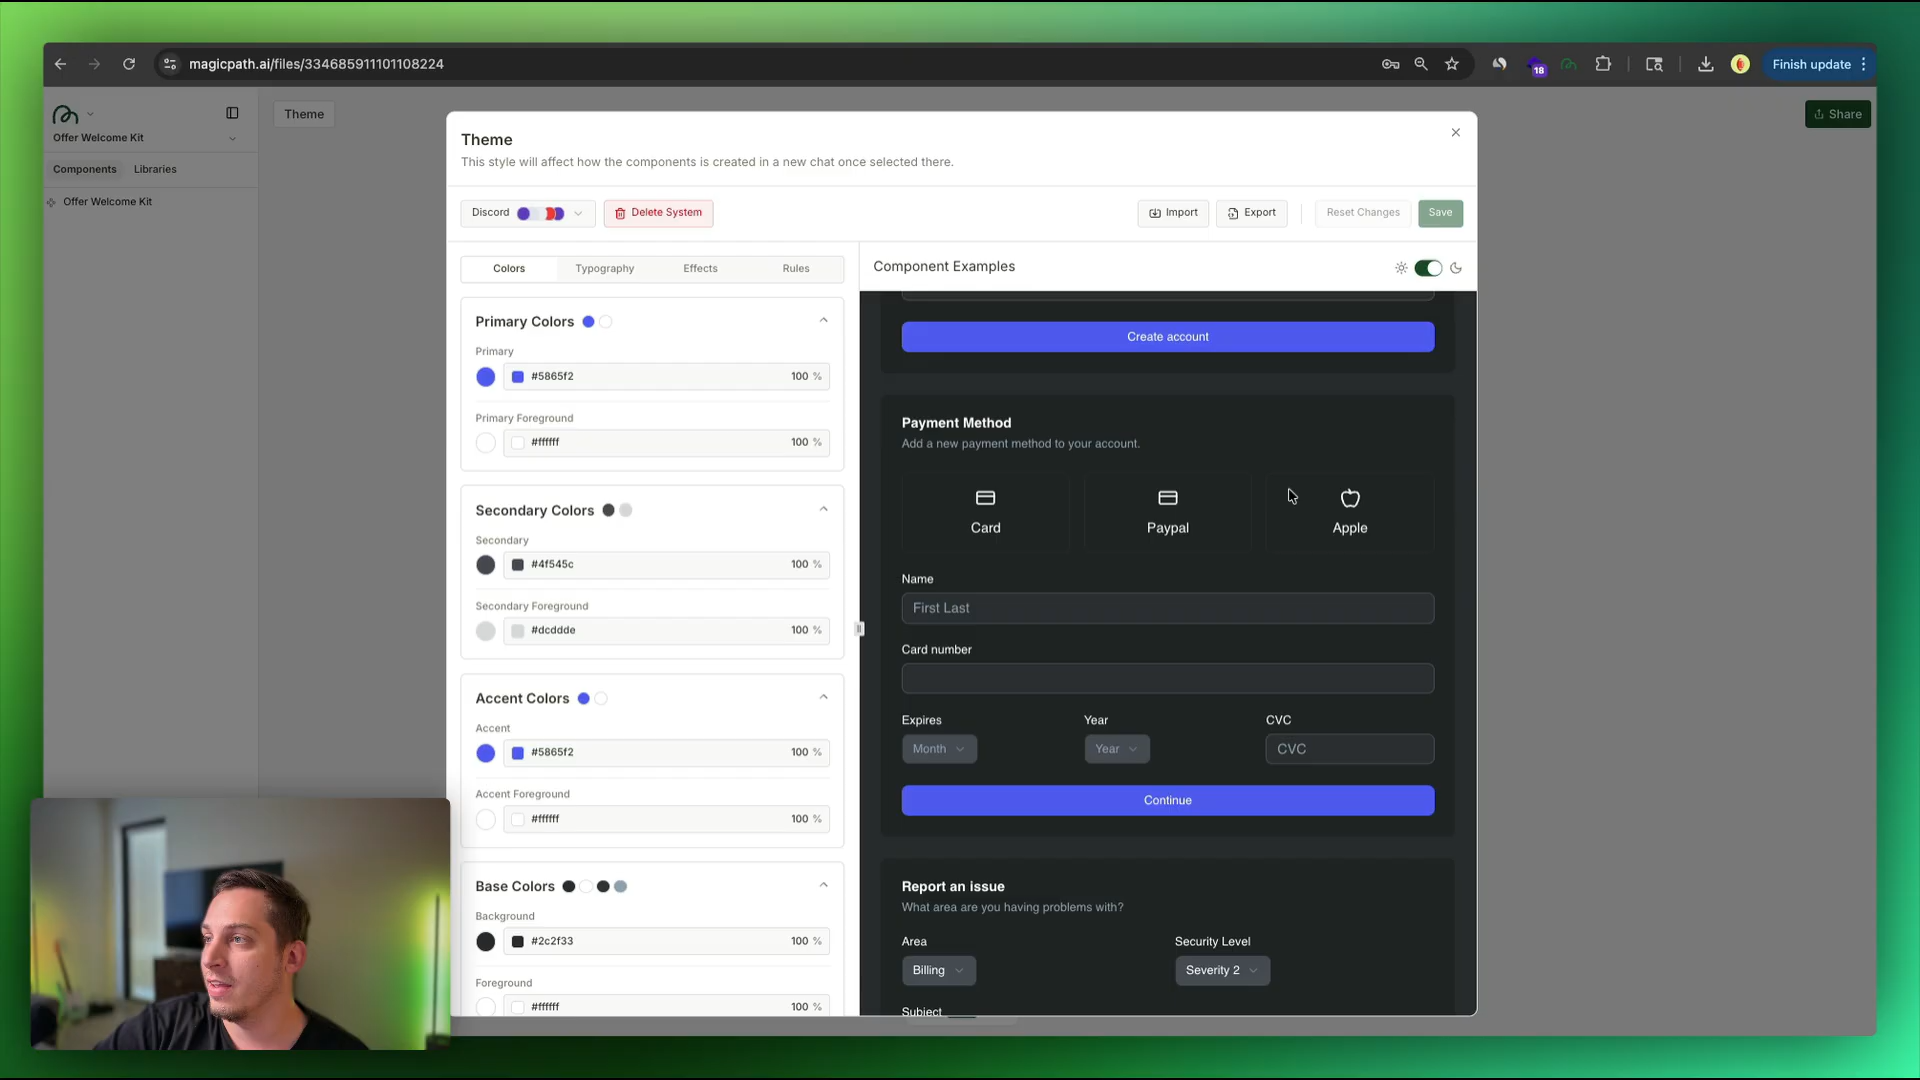 magicpath.ai/files/334685911101108224
18
Finish update
Offer Welcome Kit
Components Libraries
Offer Welcome Kit
Theme
Share
Theme
This style will affect how the components is created in a new chat once selected there.
Discord
Delete System
Import
Export
Reset Changes
Save
Colors Typography Effects Rules
Primary Colors
Primary
#5865f2 100 %
Primary Foreground
#ffffff 100 %
Secondary Colors
Secondary
#4f545c 100 %
Secondary Foreground
#dcddde 100 %
Accent Colors
Accent
#5865f2 100 %
Accent Foreground
#ffffff 100 %
Base Colors
Background
#2c2f33 100 %
Foreground
#ffffff 100 %
Component Examples
Create account
Payment Method
Add a new payment method to your account.
Card Paypal Apple
Name
First Last
Card number
Expires Year CVC
Month Year CVC
Continue
Report an issue
What area are you having problems with?
Area Security Level
Billing Severity 2
Subject